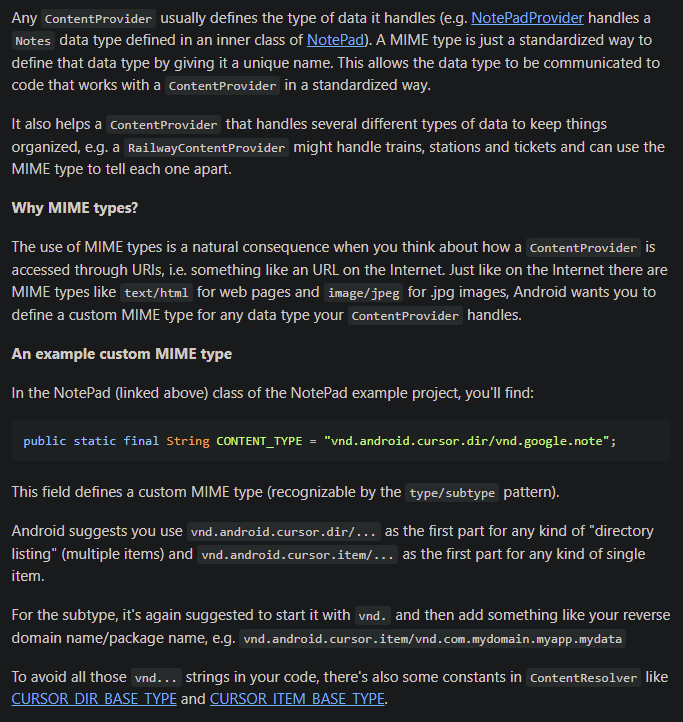 Any ContentProvider usually defines the type of data it handles (e.g. NotePadProvider handles a
Notes data type defined in an inner class of NotePad). A MIME type is just a standardized way to
define that data type by giving it a unique name. This allows the data type to be communicated to
code that works with a ContentProvider in a standardized way.
It also helps a ContentProvider that handles several different types of data to keep things
organized, e.g. a RailwayContentProvider might handle trains, stations and tickets and can use the
MIME type to tell each one apart.
Why MIME types?
The use of MIME types is a natural consequence when you think about how a ContentProvider is
accessed through URIs, i.e. something like an URL on the Internet. Just like on the Internet there are
MIME types like text/html for web pages and image/jpeg for .jpg images, Android wants you to
define a custom MIME type for any data type your ContentProvider handles.
An example custom MIME type
In the NotePad (linked above) class of the NotePad example project, you'll find:
public static final String CONTENT_TYPE = "vnd.android.cursor.dir/vnd.google.note";
This field defines a custom MIME type (recognizable by the type/subtype pattern).
Android suggests you use vnd.android.cursor.dir/... as the first part for any kind of "directory
listing" (multiple items) and vnd.android.cursor.item/... as the first part for any kind of single
item.
For the subtype, it's again suggested to start it with vnd. and then add something like your reverse
domain name/package name, e.g. vnd.android.cursor.item/vnd.com.mydomain.myapp.mydata
To avoid all those vnd... strings in your code, there's also some constants in ContentResolver like
CURSOR_DIR_BASE_TYPE and CURSOR_ITEM_BASE_TYPE.